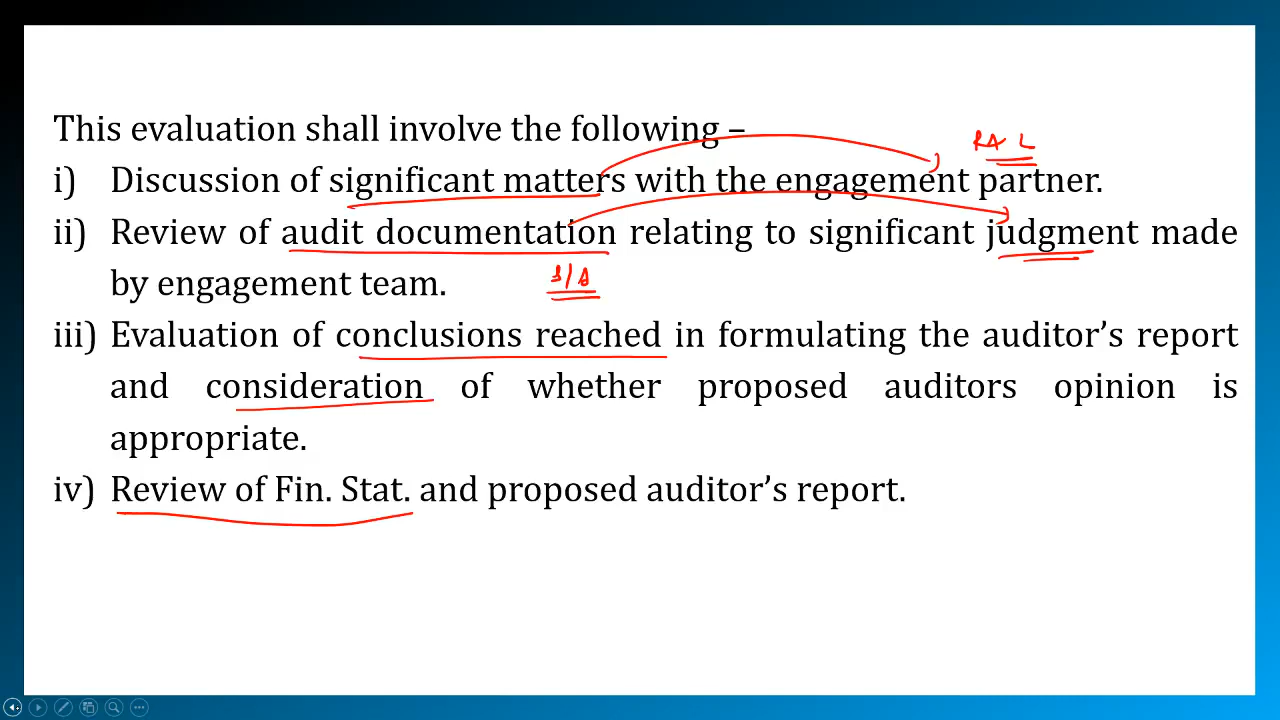 This evaluation shall involve the following –
i) Discussion of significant matters with the engagement partner.
ii) Review of audit documentation relating to significant judgment made
by engagement team.
iii) Evaluation of conclusions reached in formulating the auditor’s report
and consideration of whether proposed auditors opinion is
appropriate.
iv) Review of Fin. Stat. and proposed auditor’s report.